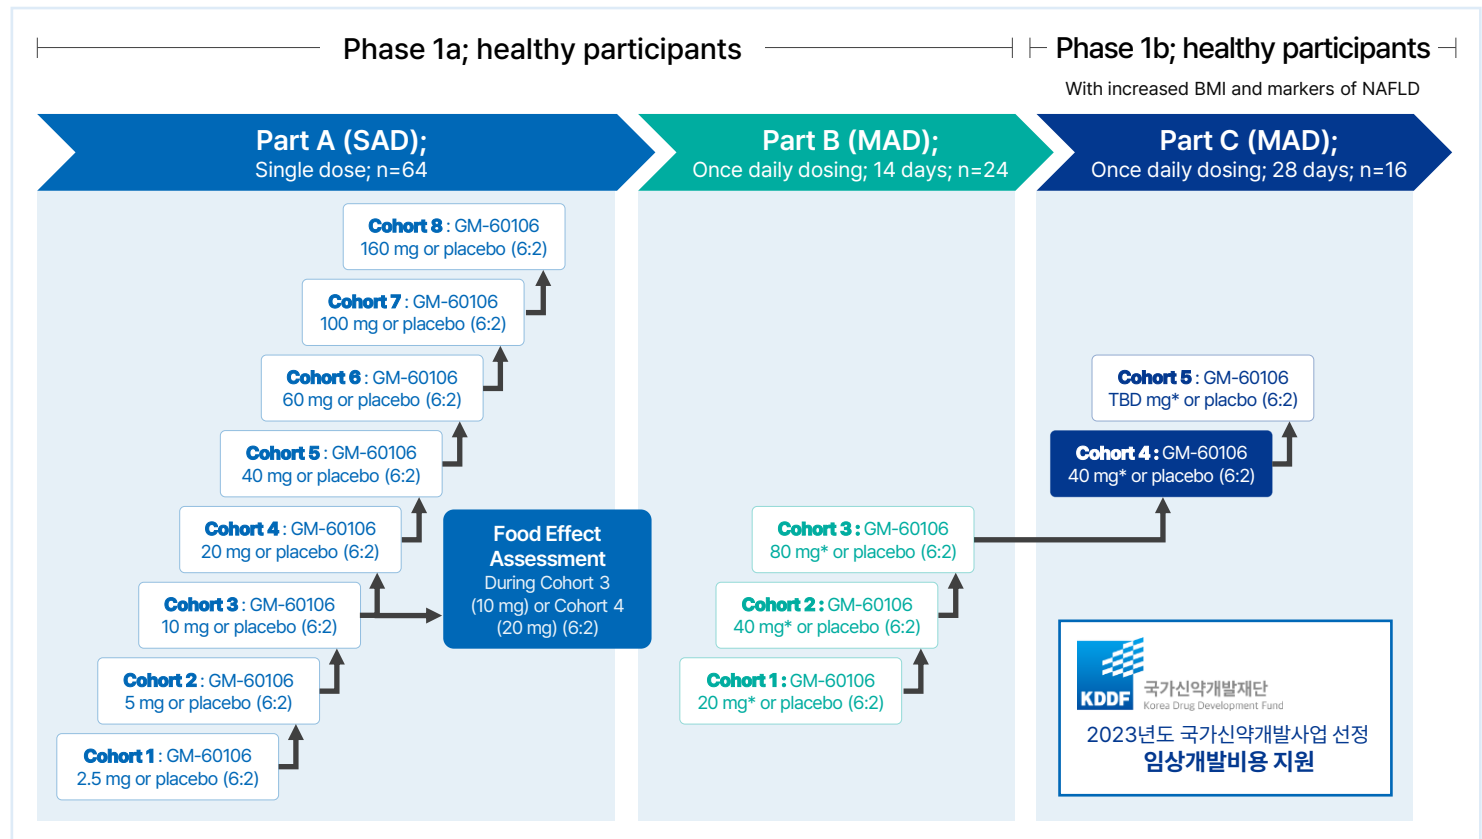 Phase 1a; healthy participants
Phase 1b; healthy participants
With increased BMI and markers of NAFLD
Part A (SAD);
Single dose; n=64
Part B (MAD);
Once daily dosing; 14 days; n=24
Part C (MAD);
Once daily dosing; 28 days; n=16
Cohort 8 : GM-60106
160 mg or placebo (6:2)
Cohort 7 : GM-60106
100 mg or placebo (6:2)
Cohort 6 : GM-60106
60 mg or placebo (6:2)
Cohort 5 : GM-60106
40 mg or placebo (6:2)
Cohort 4 : GM-60106
20 mg or placebo (6:2)
Cohort 3 : GM-60106
10 mg or placebo (6:2)
Cohort 2 : GM-60106
5 mg or placebo (6:2)
Cohort 1 : GM-60106
2.5 mg or placebo (6:2)
Food Effect
Assessment
During Cohort 3
(10 mg) or Cohort 4
(20 mg) (6:2)
Cohort 3 : GM-60106
80 mg* or placebo (6:2)
Cohort 2 : GM-60106
40 mg* or placebo (6:2)
Cohort 1 : GM-60106
20 mg* or placebo (6:2)
Cohort 5 : GM-60106
TBD mg* or placbo (6:2)
Cohort 4 : GM-60106
40 mg* or placebo (6:2)
KDDF
국가신약개발재단
Korea Drug Development Fund
2023년도 국가신약개발사업 선정
임상개발비용 지원